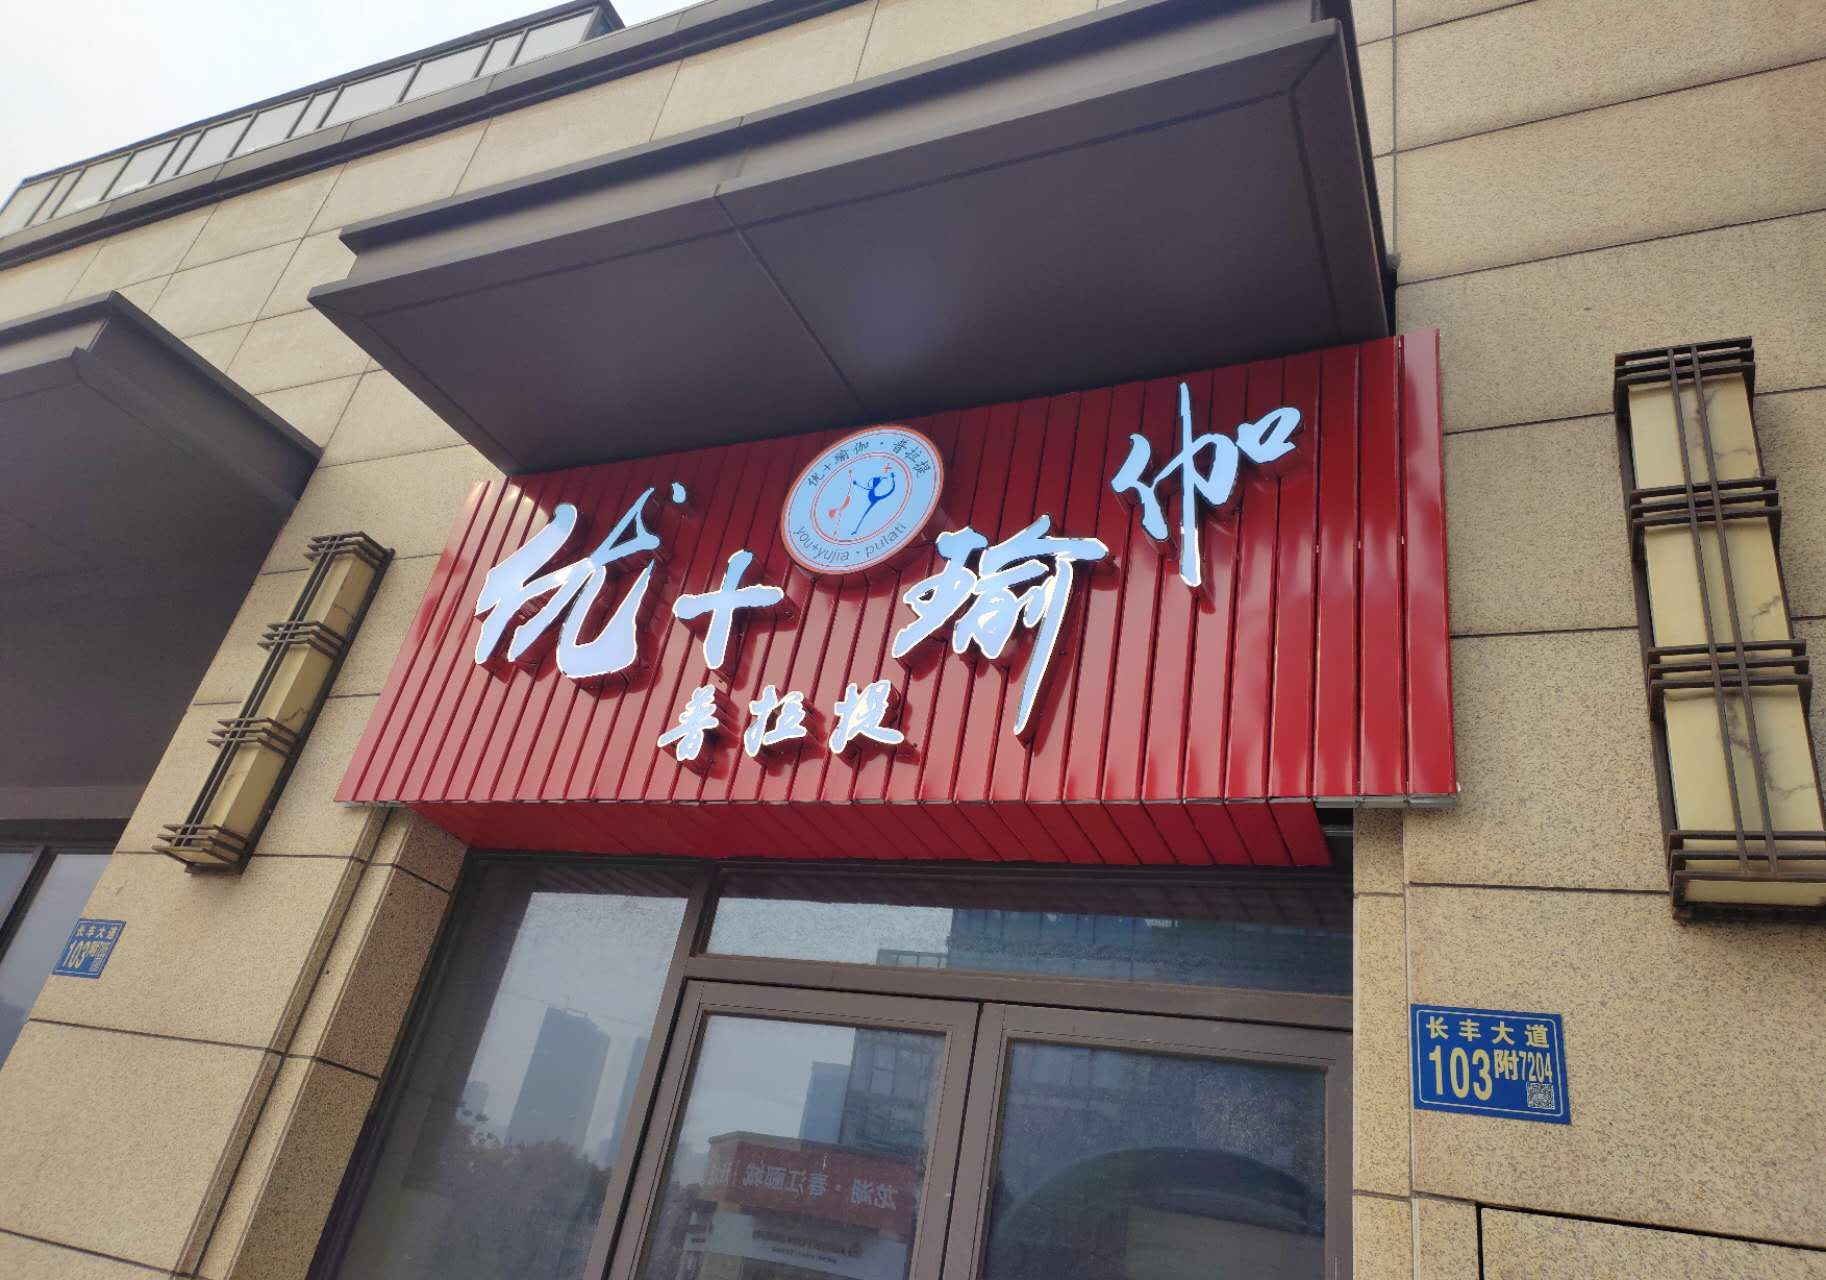 优+瑜伽·普拉提
you+yujia·pulati
优十瑜伽
普拉提
长丰大道
103
长丰大道
103附7204
龙湖·春江郦城